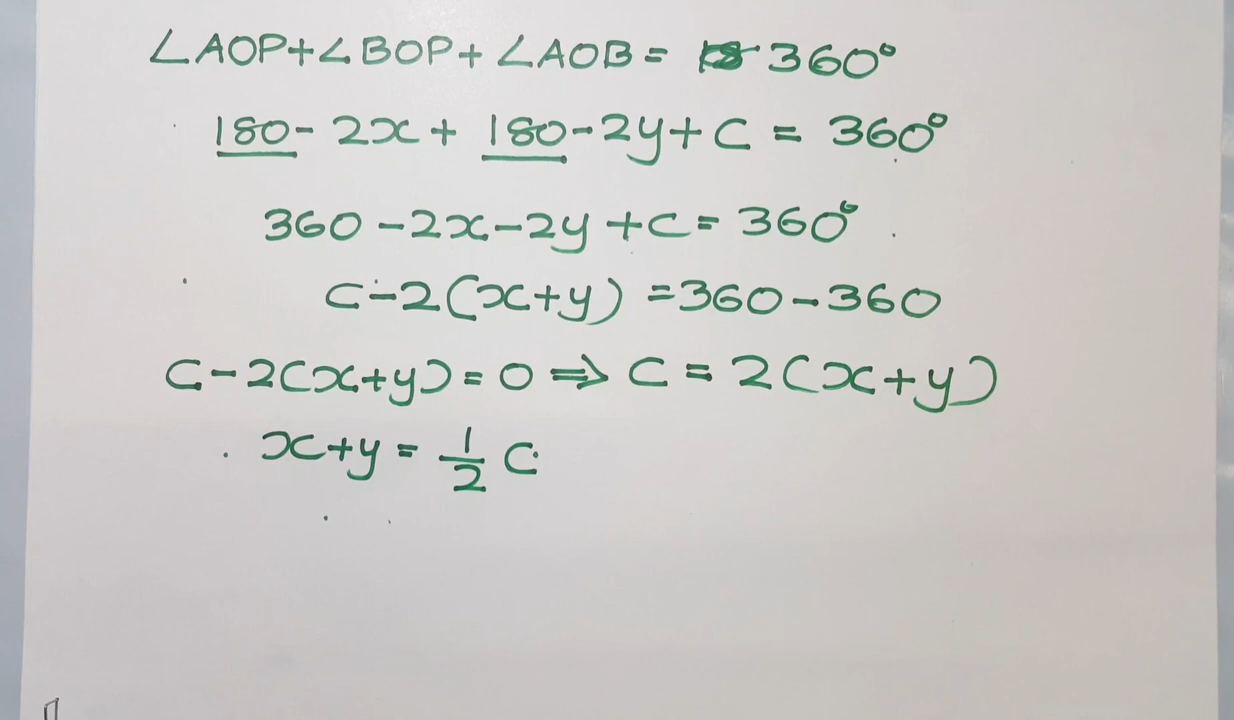 ∠AOP+∠BOP+∠AOB= 360°
180-2x+180-2y+C=360°
360-2x-2y+C=360°
C-2(x+y)=360-360
C-2(x+y)=0⇒C=2(x+y)
x+y=1/2 C